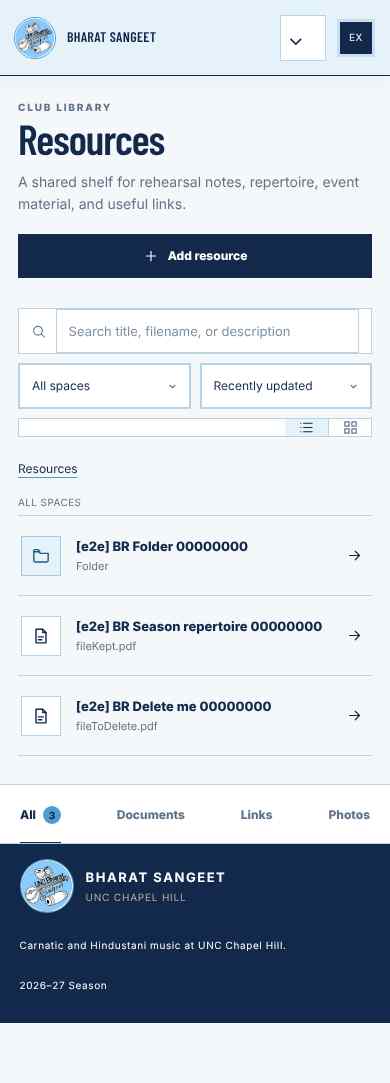 BHARAT SANGEET
EX
CLUB LIBRARY
Resources
A shared shelf for rehearsal notes, repertoire, event
material, and useful links.
Add resource
Search title, filename, or description
All spaces
Recently updated
Resources
ALL SPACES
[e2e] BR Folder 00000000
Folder
[e2e] BR Season repertoire 00000000
fileKept.pdf
[e2e] BR Delete me 00000000
fileToDelete.pdf
All 3 Documents Links Photos
BHARAT SANGEET
UNC CHAPEL HILL
Carnatic and Hindustani music at UNC Chapel Hill.
2026–27 Season